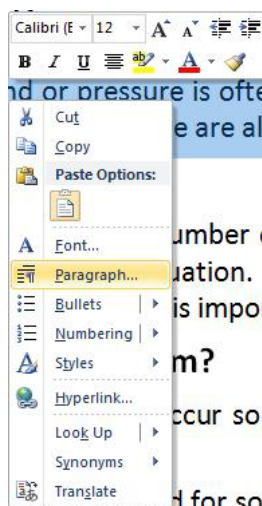 Calibri (E 12 A A
B I U ab A
nd or pressure is ofte
e are al
Cut
Copy
Paste Options:
Font...
umber
Paragraph...
uation.
Bullets
is impo
Numbering
Styles
m?
Hyperlink...
ccur so
Look Up
Synonyms
Translate
d for so